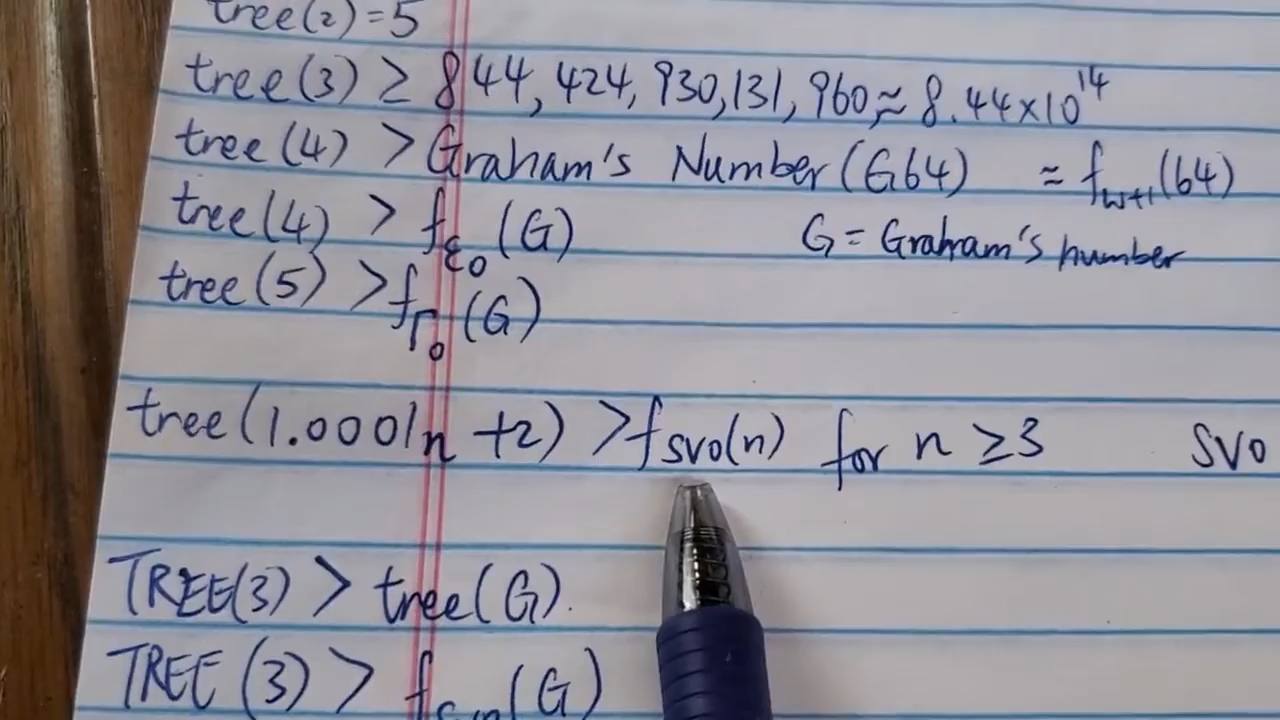 tree(2)=5
tree(3) ≥ 844,424,930,131,960 ≈ 8.44×10¹⁴
tree(4) > Graham's Number (G64) ≈ f_{ω+1}(64)
tree(4) > f_{ε₀}(G) G = Graham's number
tree(5) > f_{Γ₀}(G)
tree(1.0001n +2) > f_{SVO}(n) for n ≥3 SVO
TREE(3) > tree(G).
TREE(3) > f (G)